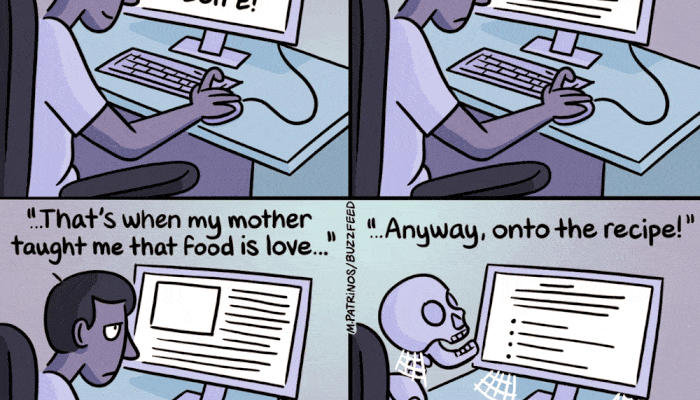 "..That's when my mother
taught me that food is love..."
M.PATRINOS/BUZZFEED
"..Anyway, onto the recipe!"